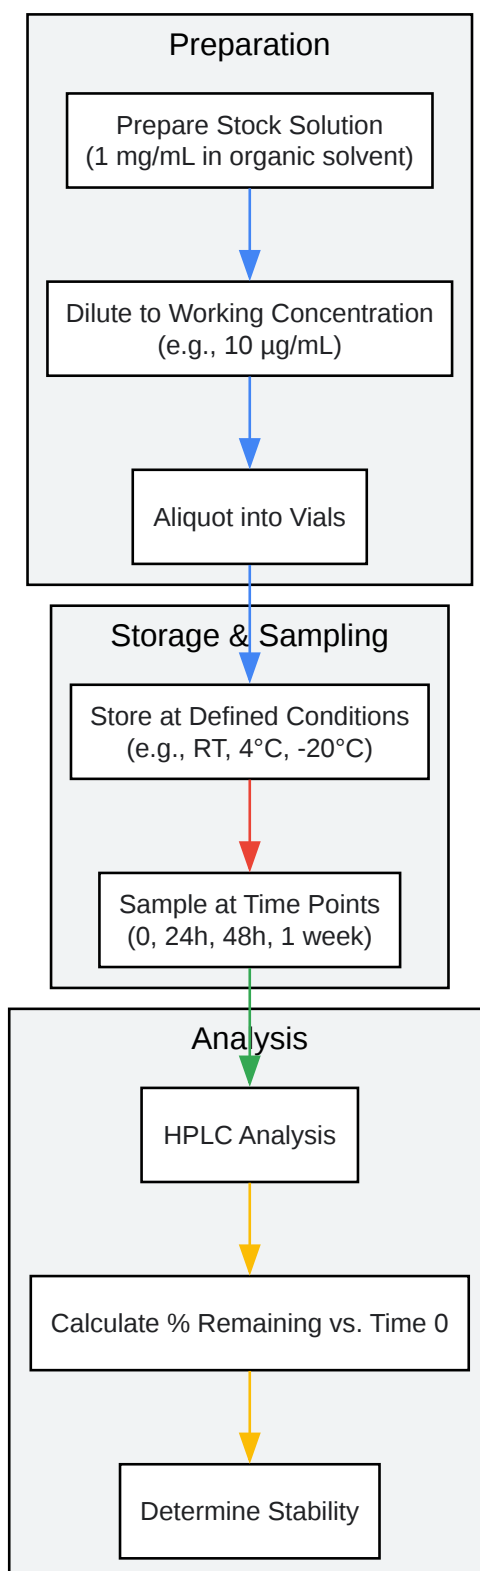 Preparation
Prepare Stock Solution
(1 mg/mL in organic solvent)
Dilute to Working Concentration
(e.g., 10 µg/mL)
Aliquot into Vials
Storage & Sampling
Store at Defined Conditions
(e.g., RT, 4°C, -20°C)
Sample at Time Points
(0, 24h, 48h, 1 week)
Analysis
HPLC Analysis
Calculate % Remaining vs. Time 0
Determine Stability